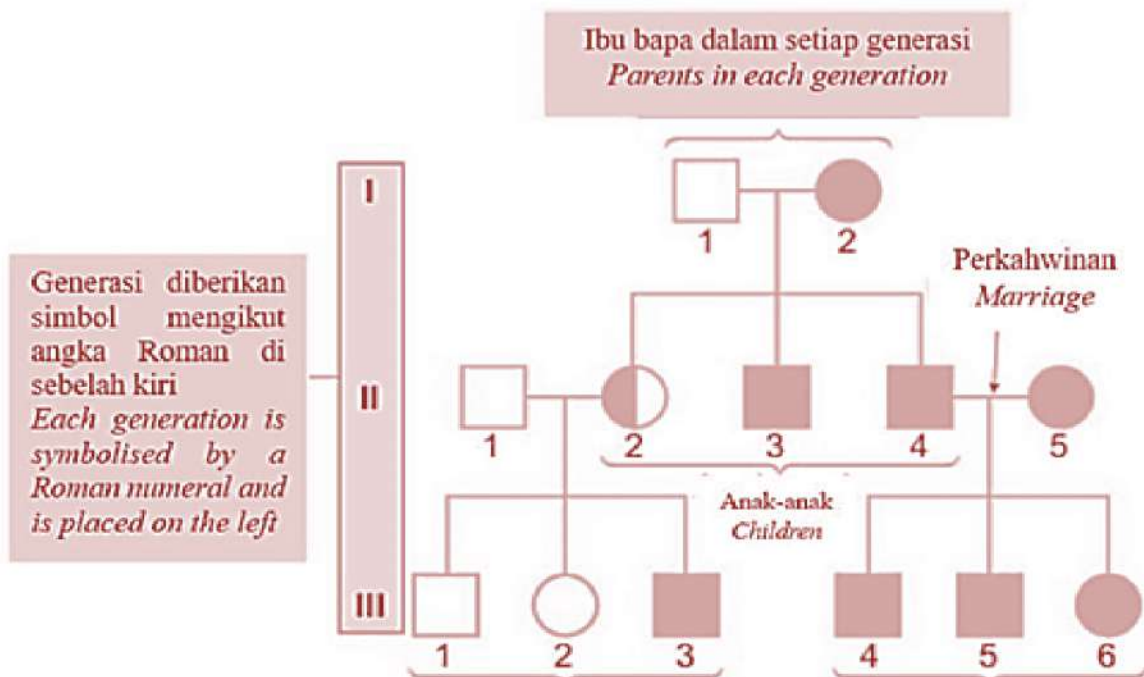 Ibu bapa dalam setiap generasi
Parents in each generation
I
1 2
Perkahwinan
Marriage
Generasi diberikan
simbol mengikut
angka Roman di
sebelah kiri
Each generation is
symbolised by a
Roman numeral and
is placed on the left
II
1 2 3 4 5
Anak-anak
Children
III
1 2 3 4 5 6